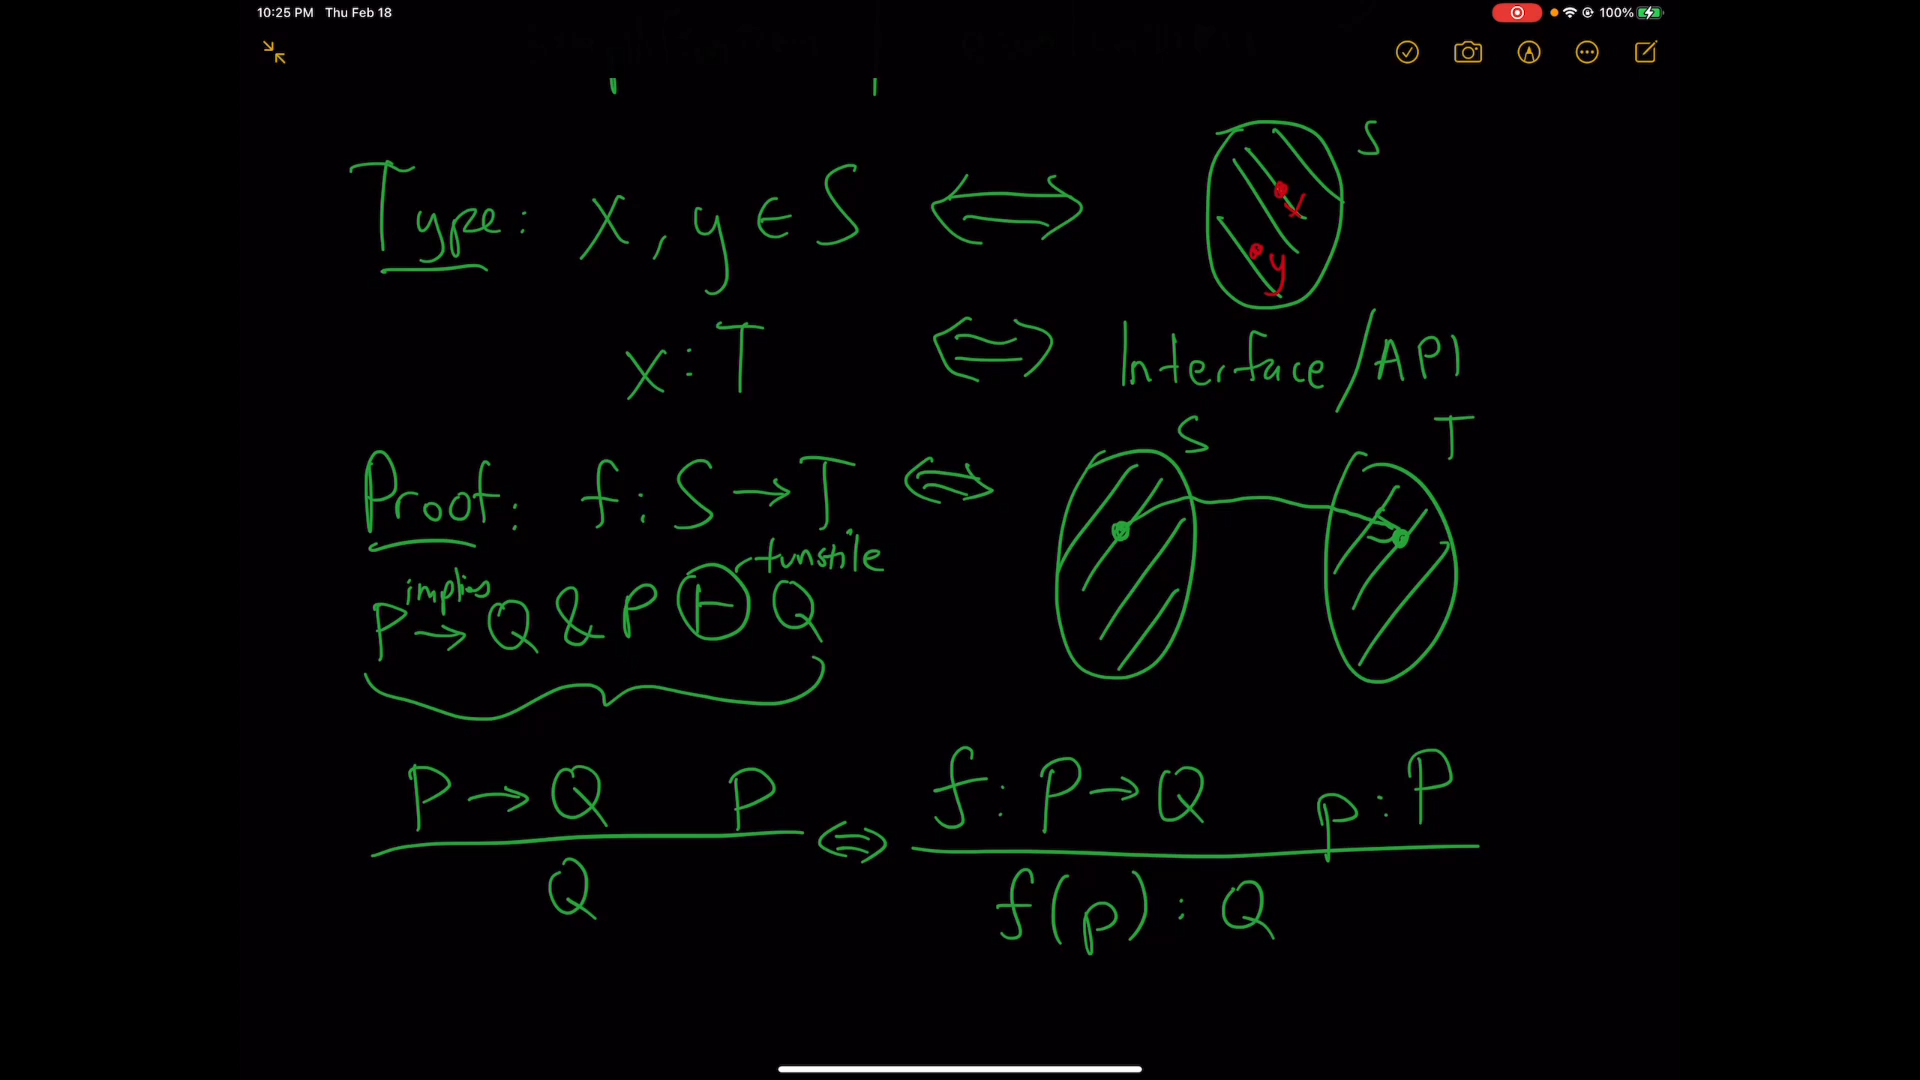 10:25 PM Thu Feb 18 100%
S
Type: x, y ∈ S ⟺
x
y
x : T ⟺ Interface/API
S T
Proof: f : S → T ⟺
turnstile
implies
P → Q & P ⊢ Q
P → Q P ⟺ f : P → Q p : P
Q f(p) : Q